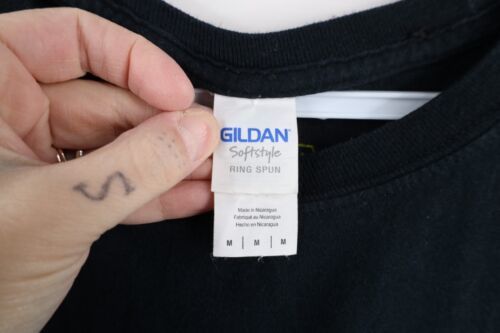 GILDAN
Softstyle
RING SPUN
Made in Nicaragua
Fabriqué au Nicaragua
Hecho en Nicaragua
M | M | M
S